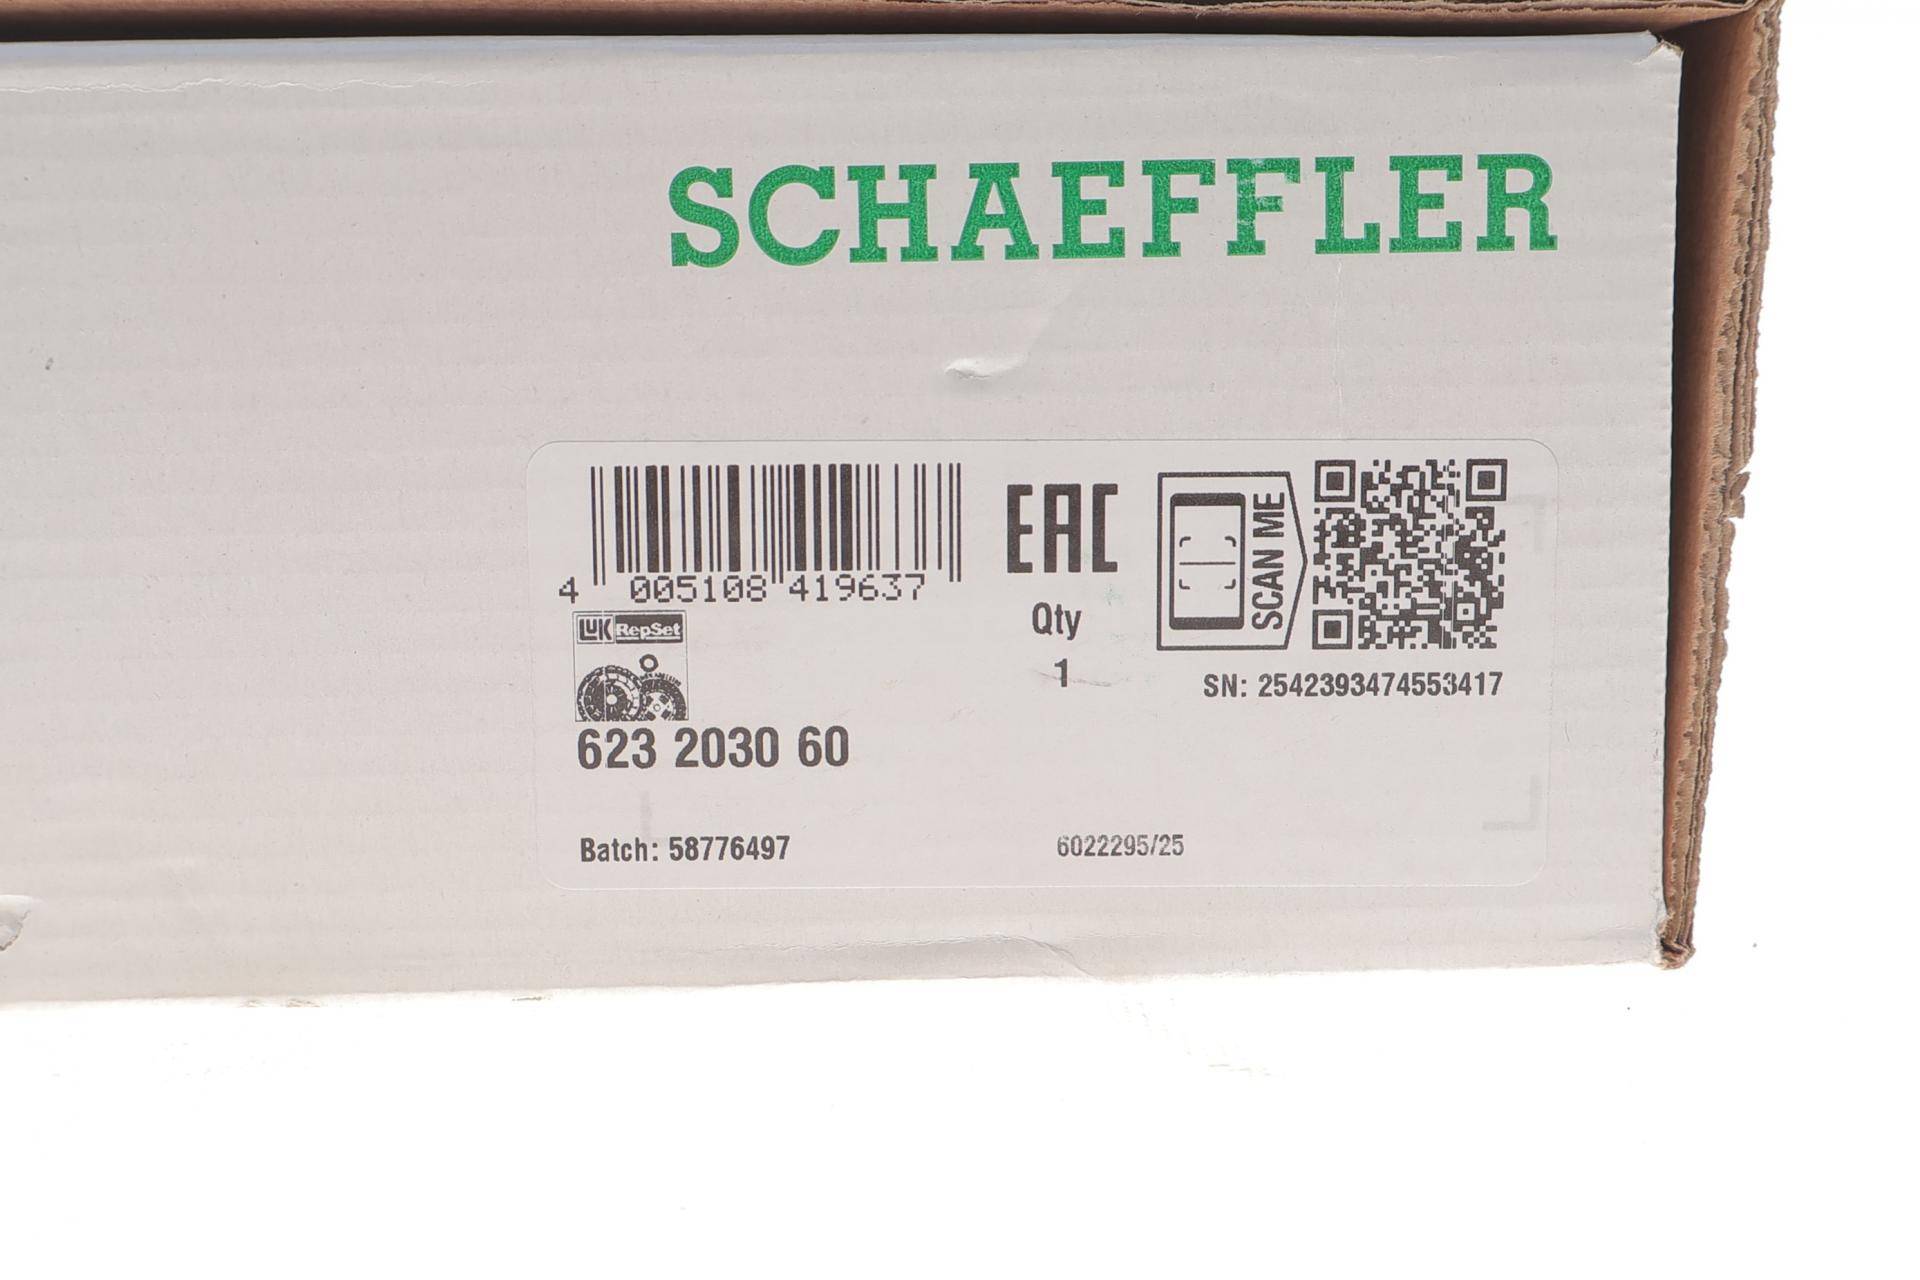 SCHAEFFLER
4 005108 419637
EAC
SCAN ME
LuK RepSet
Qty
1
SN: 2542393474553417
623 2030 60
Batch: 58776497
6022295/25